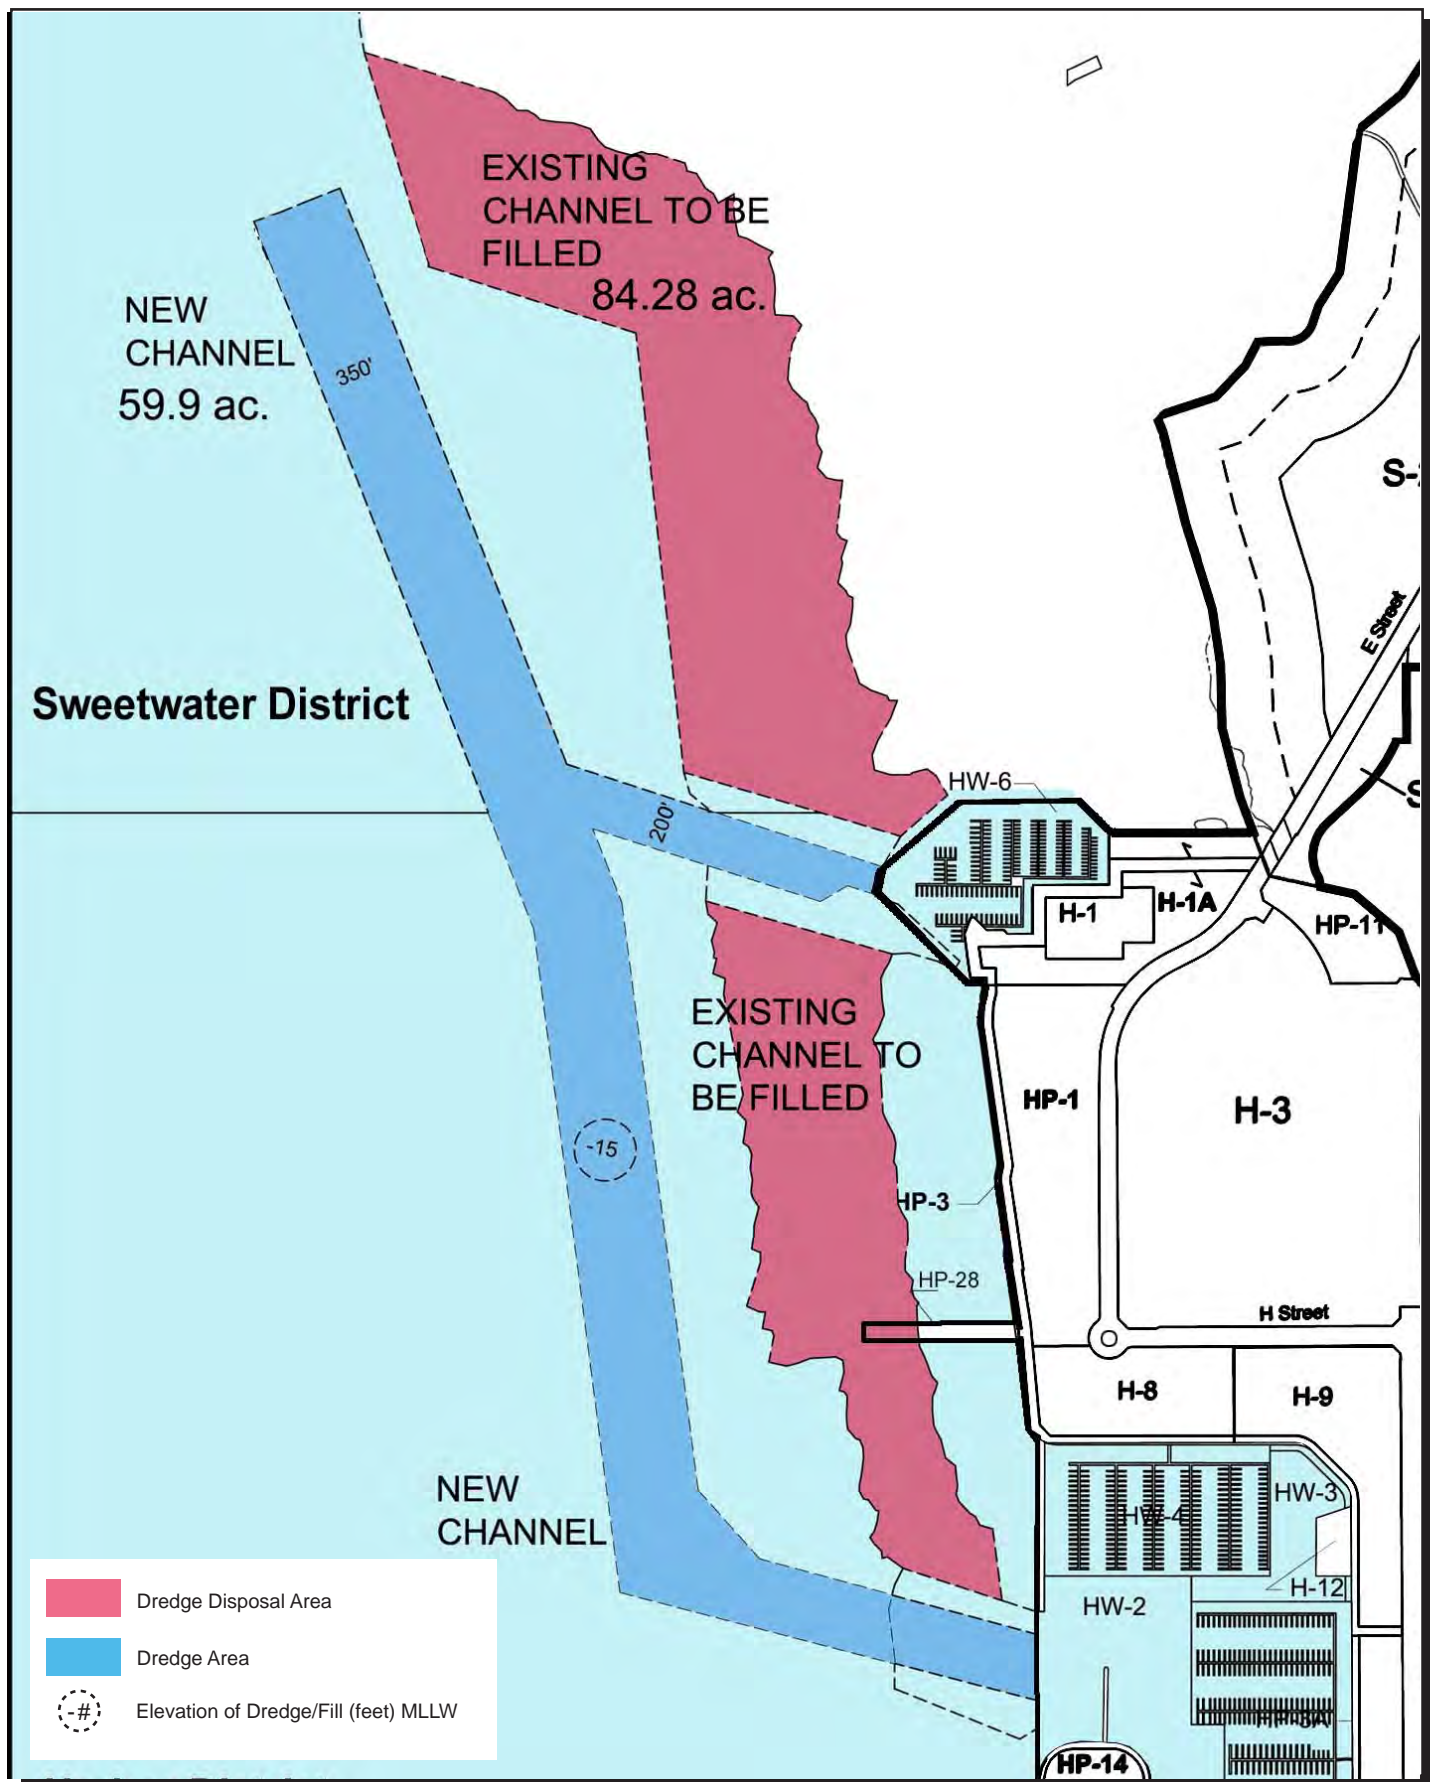 EXISTING
CHANNEL TO BE
FILLED
84.28 ac.
NEW
CHANNEL
59.9 ac.
350'
S-
E Street
Sweetwater District
HW-6
200'
H-1
H-1A
HP-11
EXISTING
CHANNEL TO
BE FILLED
HP-1
H-3
-15
HP-3
HP-28
H Street
H-8
H-9
NEW
CHANNEL
HW-4
HW-3
H-12
HW-2
HP-14
Dredge Disposal Area
Dredge Area
-#
Elevation of Dredge/Fill (feet) MLLW